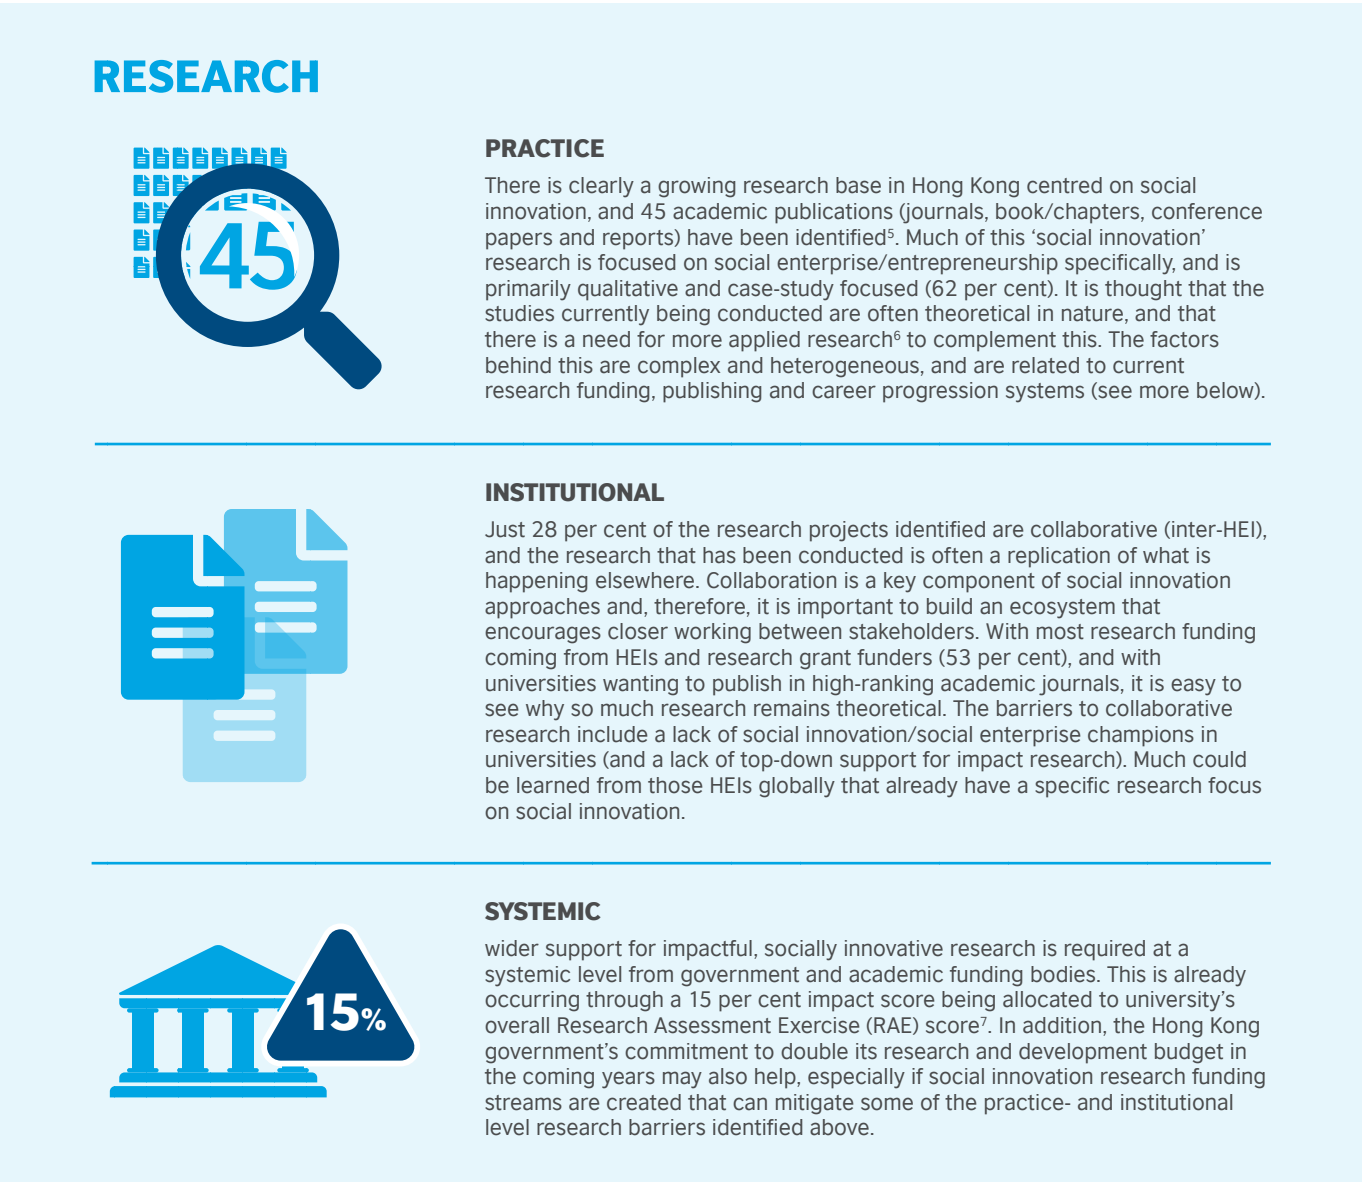 RESEARCH
45
PRACTICE
There is clearly a growing research base in Hong Kong centred on social
innovation, and 45 academic publications (journals, book/chapters, conference
papers and reports) have been identified⁵. Much of this ‘social innovation’
research is focused on social enterprise/entrepreneurship specifically, and is
primarily qualitative and case-study focused (62 per cent). It is thought that the
studies currently being conducted are often theoretical in nature, and that
there is a need for more applied research⁶ to complement this. The factors
behind this are complex and heterogeneous, and are related to current
research funding, publishing and career progression systems (see more below).
INSTITUTIONAL
Just 28 per cent of the research projects identified are collaborative (inter-HEI),
and the research that has been conducted is often a replication of what is
happening elsewhere. Collaboration is a key component of social innovation
approaches and, therefore, it is important to build an ecosystem that
encourages closer working between stakeholders. With most research funding
coming from HEIs and research grant funders (53 per cent), and with
universities wanting to publish in high-ranking academic journals, it is easy to
see why so much research remains theoretical. The barriers to collaborative
research include a lack of social innovation/social enterprise champions in
universities (and a lack of top-down support for impact research). Much could
be learned from those HEIs globally that already have a specific research focus
on social innovation.
15%
SYSTEMIC
wider support for impactful, socially innovative research is required at a
systemic level from government and academic funding bodies. This is already
occurring through a 15 per cent impact score being allocated to university’s
overall Research Assessment Exercise (RAE) score⁷. In addition, the Hong Kong
government’s commitment to double its research and development budget in
the coming years may also help, especially if social innovation research funding
streams are created that can mitigate some of the practice- and institutional
level research barriers identified above.